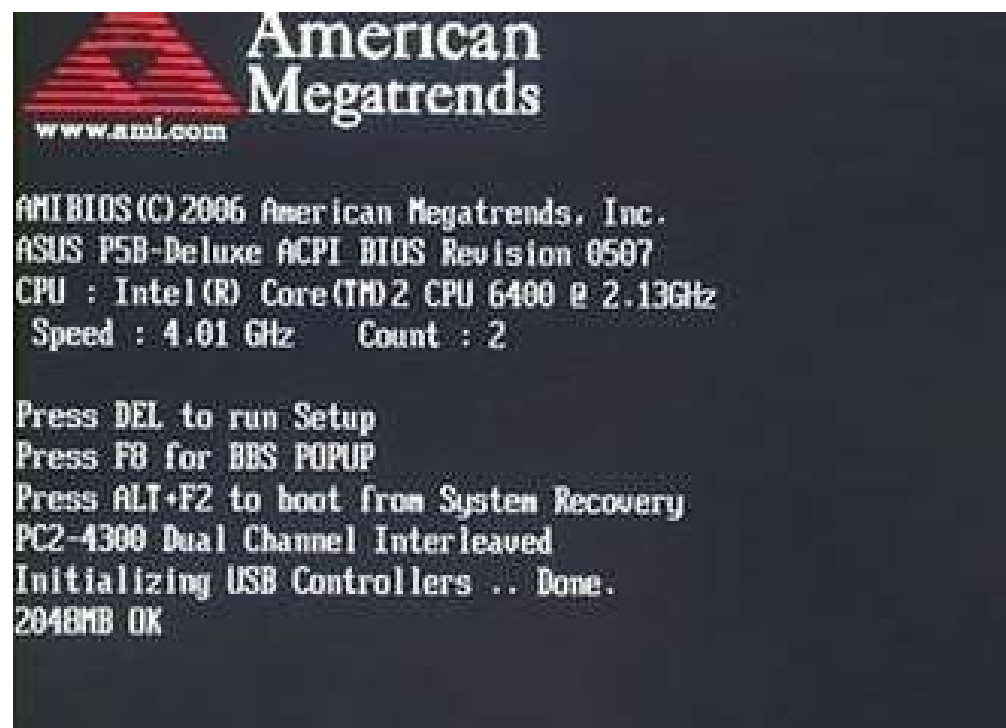 American
Megatrends
www.ami.com
AMIBIOS(C)2006 American Megatrends, Inc.
ASUS P5B-Deluxe ACPI BIOS Revision 0507
CPU : Intel(R) Core(TM)2 CPU 6400 @ 2.13GHz
Speed : 4.01 GHz Count : 2
Press DEL to run Setup
Press F8 for BBS POPUP
Press ALT+F2 to boot from System Recovery
PC2-4300 Dual Channel Interleaved
Initializing USB Controllers .. Done.
2048MB OK